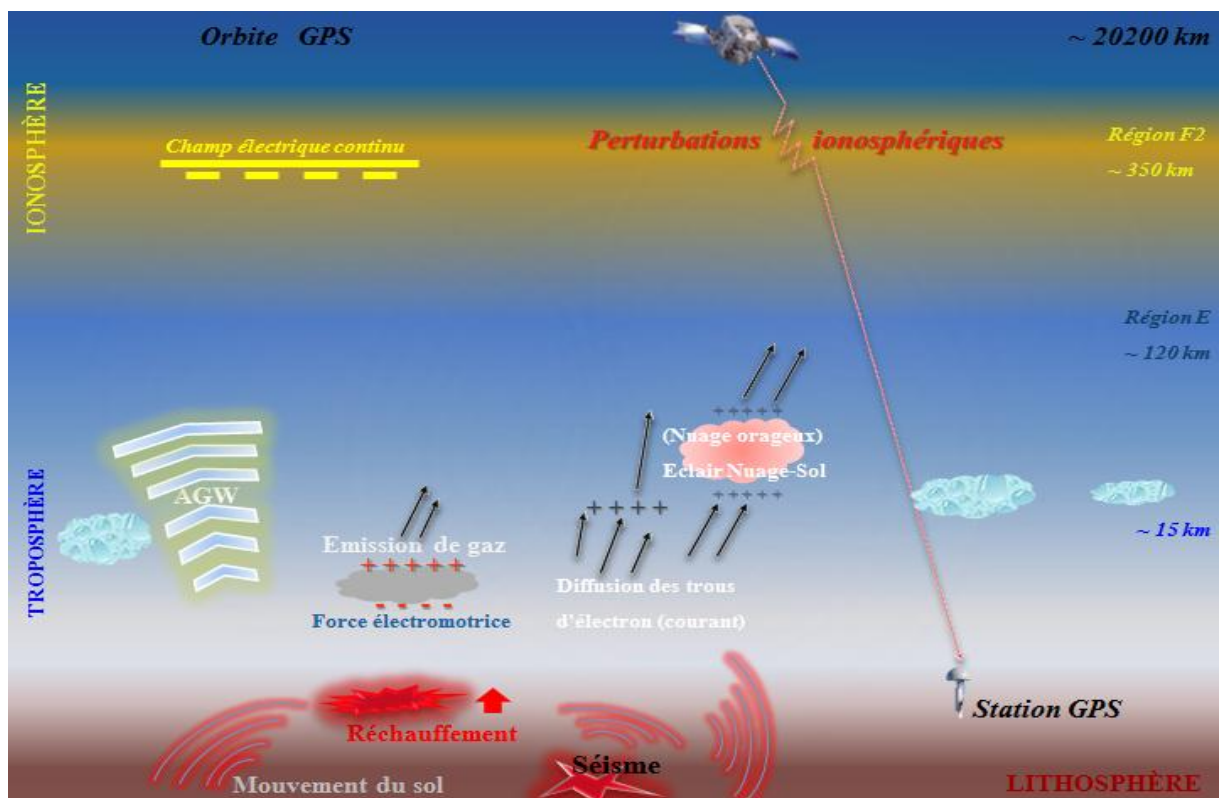 Orbite GPS
~ 20200 km
IONOSPHÈRE
Champ électrique continu
Perturbations ionosphériques
Région F2
~ 350 km
Région E
~ 120 km
(Nuage orageux)
Eclair Nuage-Sol
+ + + + +
+ + + + +
TROPOSPHÈRE
AGW
+ + + +
~ 15 km
Emission de gaz
+ + + + +
- - - -
Force électromotrice
Diffusion des trous
d'électron (courant)
Station GPS
Réchauffement
Séisme
Mouvement du sol
LITHOSPHÈRE